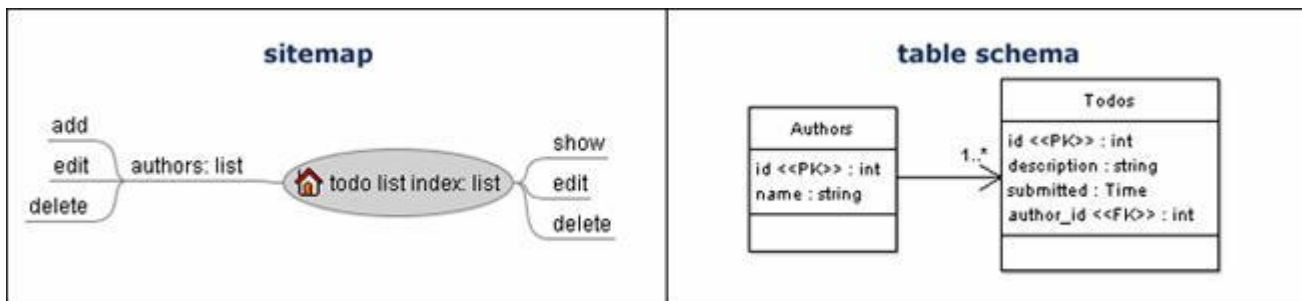 sitemap
add
edit
delete
authors: list
todo list index: list
show
edit
delete
table schema
Authors
id <<PK>> : int
name : string
1..*
Todos
id <<PK>> : int
description : string
submitted : Time
author_id <<FK>> : int